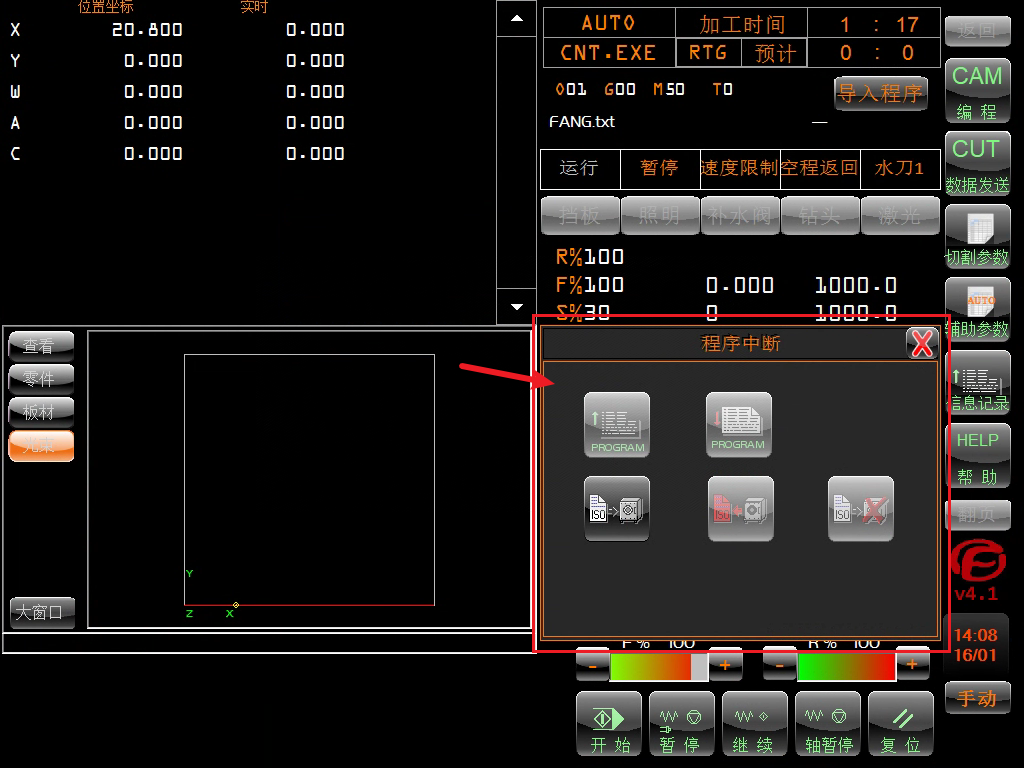 位置坐标 实时
X 20.800 0.000
Y 0.000 0.000
W 0.000 0.000
A 0.000 0.000
C 0.000 0.000
AUTO 加工时间 1 : 17
CNT.EXE RTG 预计 0 : 0
O01 G00 M50 T0 导入程序
FANG.txt —
运行 暂停 速度限制 空程返回 水刀1
挡板 照明 补水阀 钻头 激光
R%100
F%100 0.000 1000.0
S%30 0 1000.0
返回
CAM
编程
CUT
数据发送
切割参数
AUTO
辅助参数
信息记录
HELP
帮助
翻页
v4.1
14:08
16/01
手动
查看
零件
板材
大窗口
Y
Z X
程序中断 X
PROGRAM PROGRAM
ISO ISO ISO
F% 100 R% 100
- + - +
开始 暂停 继续 轴暂停 复位